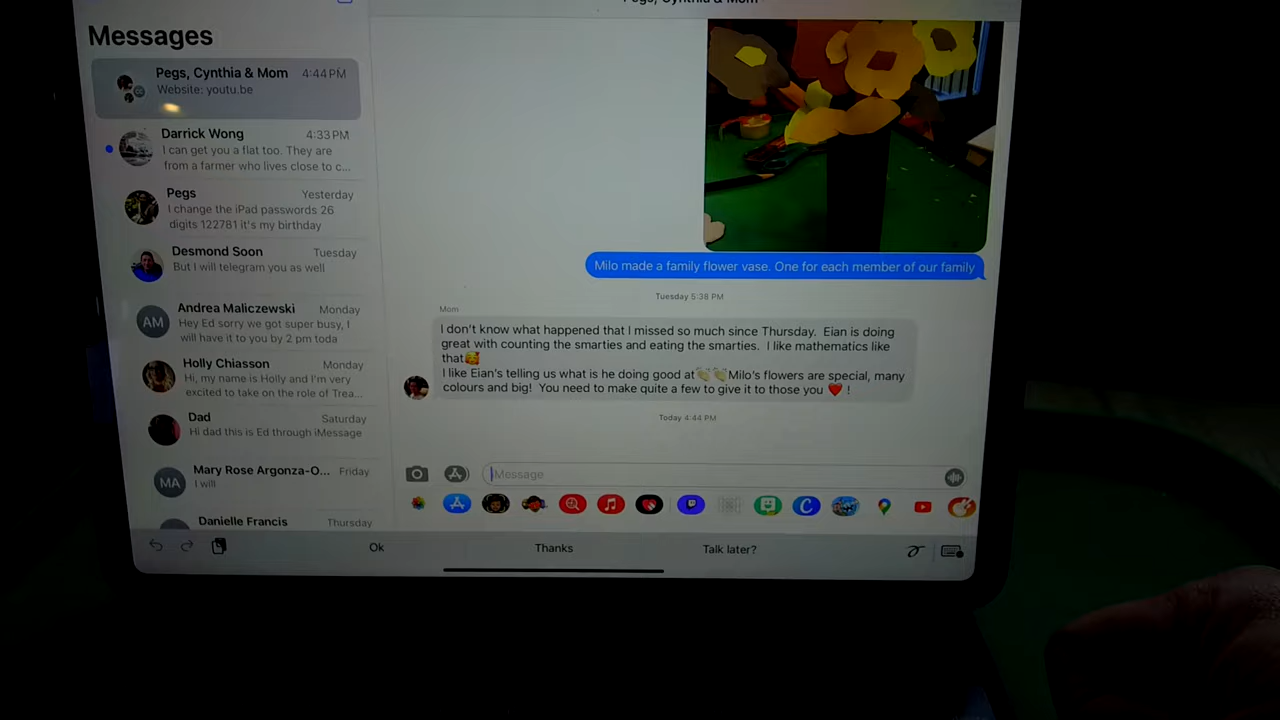 Pegs, Cynthia & Mom
Messages
Pegs, Cynthia & Mom 4:44 PM
Website: youtu.be
Darrick Wong 4:33 PM
I can get you a flat too. They are
from a farmer who lives close to c...
Pegs Yesterday
I change the iPad passwords 26
digits 122781 it's my birthday
Desmond Soon Tuesday
But I will telegram you as well
Andrea Maliczewski Monday
Hey Ed sorry we got super busy, I
will have it to you by 2 pm toda
Holly Chiasson Monday
Hi, my name is Holly and I'm very
excited to take on the role of Trea...
Dad Saturday
Hi dad this is Ed through iMessage
Mary Rose Argonza-O... Friday
I will
Danielle Francis Thursday
AM
MA
Milo made a family flower vase. One for each member of our family
Tuesday 5:38 PM
Mom
I don't know what happened that I missed so much since Thursday. Eian is doing
great with counting the smarties and eating the smarties. I like mathematics like
that🥰
I like Eian's telling us what is he doing good at👏👏Milo's flowers are special, many
colours and big! You need to make quite a few to give it to those you ❤️ !
Today 4:44 PM
Message
Ok Thanks Talk later?